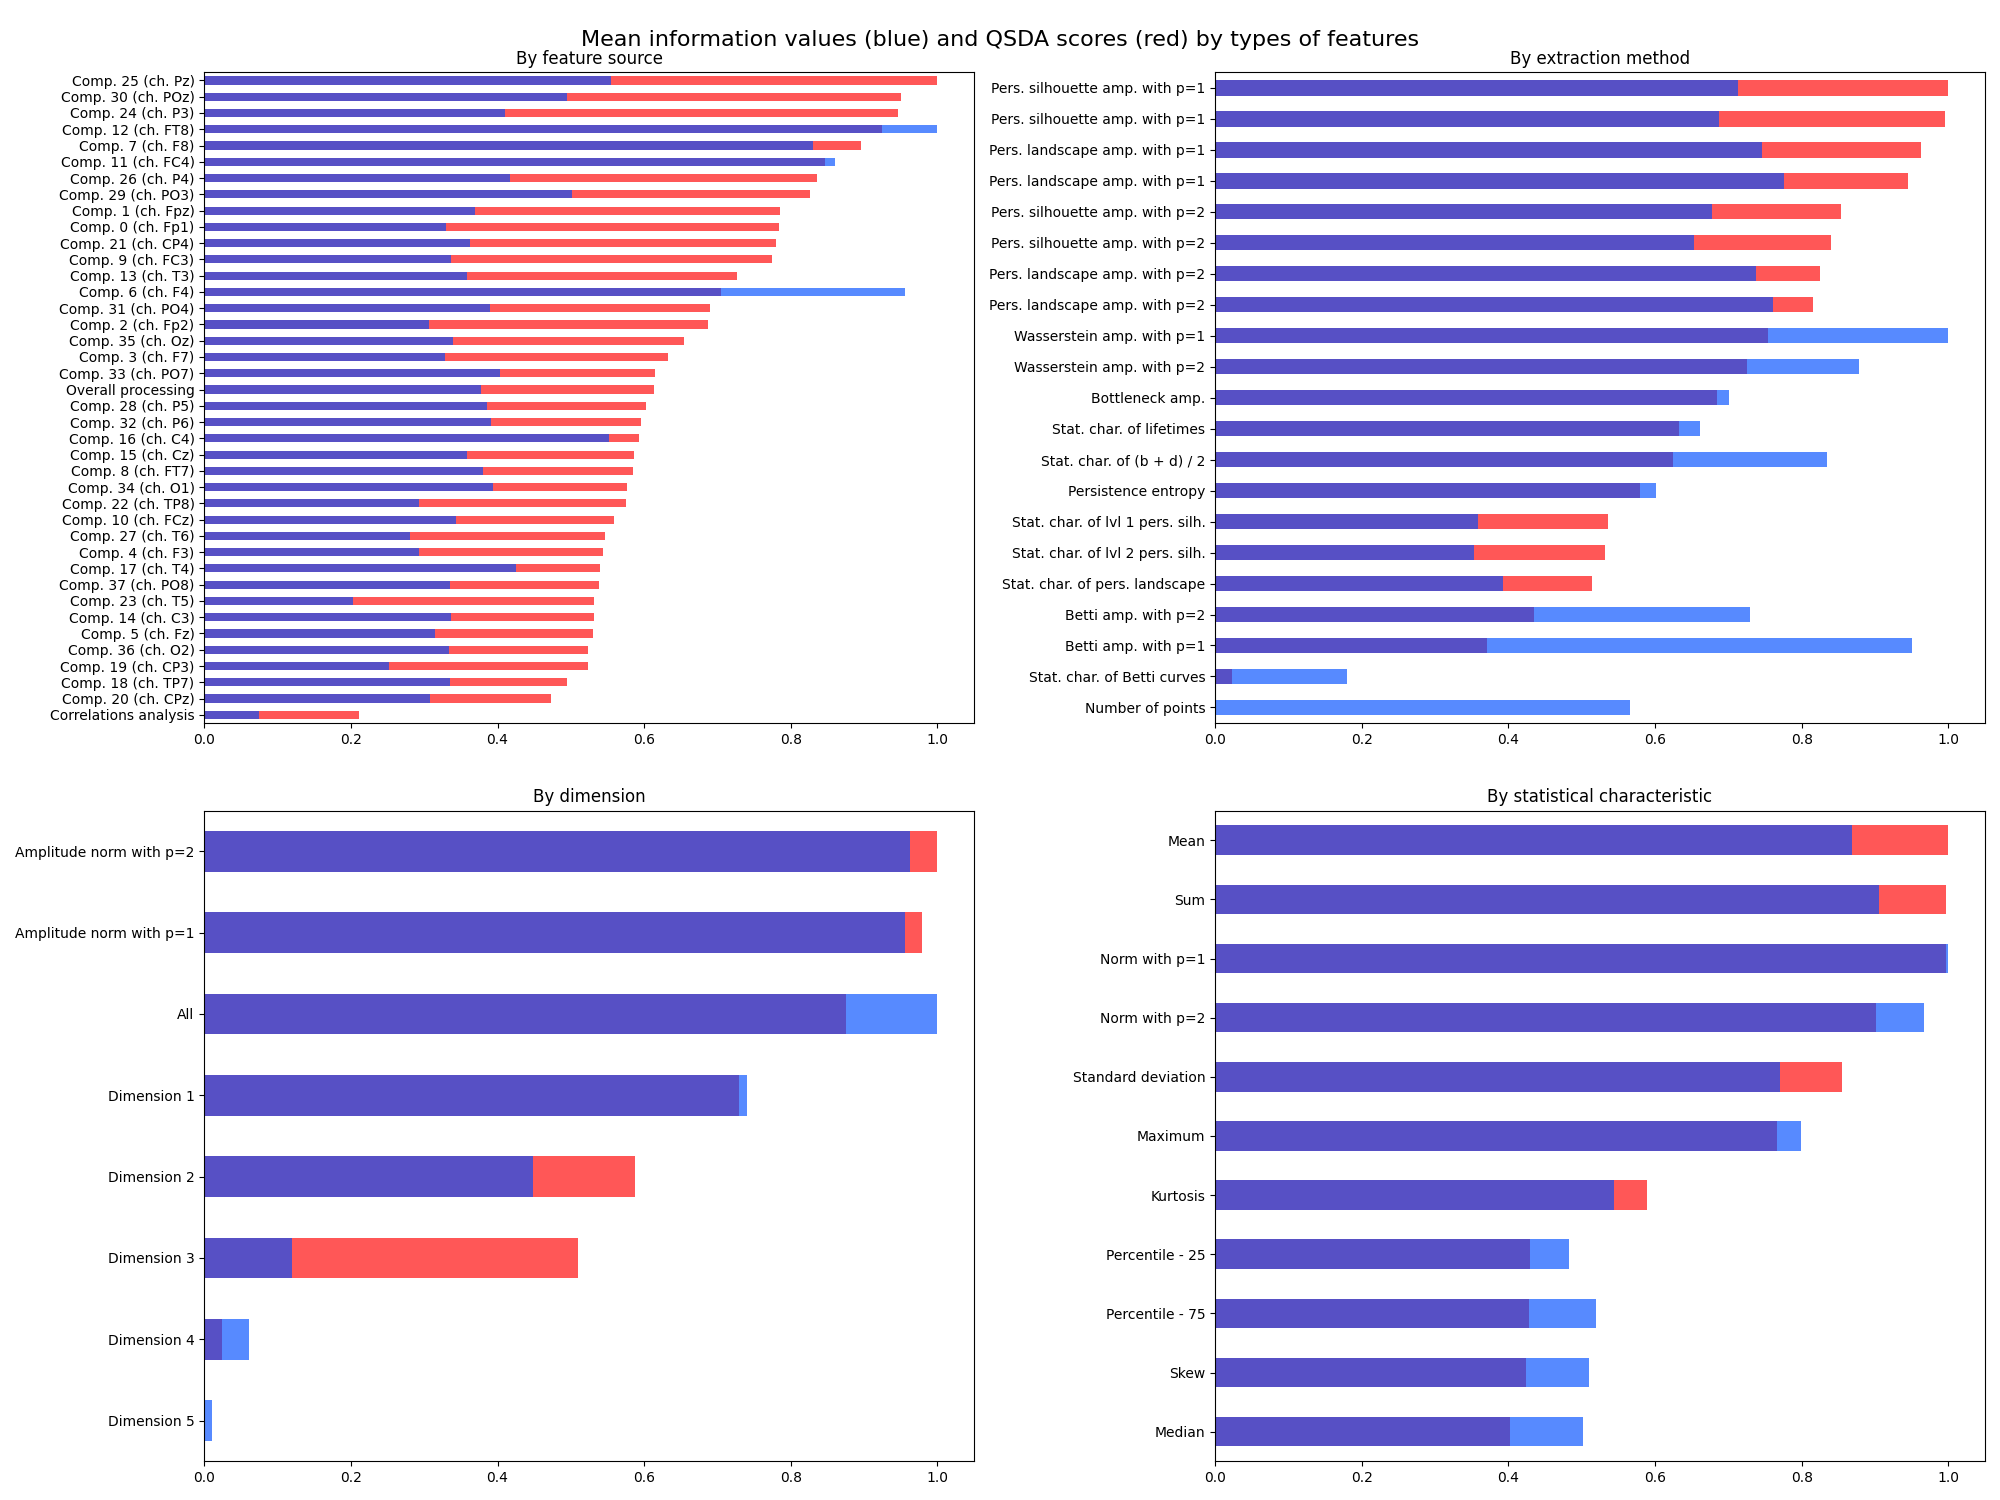 Mean information values (blue) and QSDA scores (red) by types of features
By feature source
Comp. 25 (ch. Pz)
Comp. 30 (ch. POz)
Comp. 24 (ch. P3)
Comp. 12 (ch. FT8)
Comp. 7 (ch. F8)
Comp. 11 (ch. FC4)
Comp. 26 (ch. P4)
Comp. 29 (ch. PO3)
Comp. 1 (ch. Fpz)
Comp. 0 (ch. Fp1)
Comp. 21 (ch. CP4)
Comp. 9 (ch. FC3)
Comp. 13 (ch. T3)
Comp. 6 (ch. F4)
Comp. 31 (ch. PO4)
Comp. 2 (ch. Fp2)
Comp. 35 (ch. Oz)
Comp. 3 (ch. F7)
Comp. 33 (ch. PO7)
Overall processing
Comp. 28 (ch. P5)
Comp. 32 (ch. P6)
Comp. 16 (ch. C4)
Comp. 15 (ch. Cz)
Comp. 8 (ch. FT7)
Comp. 34 (ch. O1)
Comp. 22 (ch. TP8)
Comp. 10 (ch. FCz)
Comp. 27 (ch. T6)
Comp. 4 (ch. F3)
Comp. 17 (ch. T4)
Comp. 37 (ch. PO8)
Comp. 23 (ch. T5)
Comp. 14 (ch. C3)
Comp. 5 (ch. Fz)
Comp. 36 (ch. O2)
Comp. 19 (ch. CP3)
Comp. 18 (ch. TP7)
Comp. 20 (ch. CPz)
Correlations analysis
0.0 0.2 0.4 0.6 0.8 1.0
By extraction method
Pers. silhouette amp. with p=1
Pers. silhouette amp. with p=1
Pers. landscape amp. with p=1
Pers. landscape amp. with p=1
Pers. silhouette amp. with p=2
Pers. silhouette amp. with p=2
Pers. landscape amp. with p=2
Pers. landscape amp. with p=2
Wasserstein amp. with p=1
Wasserstein amp. with p=2
Bottleneck amp.
Stat. char. of lifetimes
Stat. char. of (b + d) / 2
Persistence entropy
Stat. char. of lvl 1 pers. silh.
Stat. char. of lvl 2 pers. silh.
Stat. char. of pers. landscape
Betti amp. with p=2
Betti amp. with p=1
Stat. char. of Betti curves
Number of points
0.0 0.2 0.4 0.6 0.8 1.0
By dimension
Amplitude norm with p=2
Amplitude norm with p=1
All
Dimension 1
Dimension 2
Dimension 3
Dimension 4
Dimension 5
0.0 0.2 0.4 0.6 0.8 1.0
By statistical characteristic
Mean
Sum
Norm with p=1
Norm with p=2
Standard deviation
Maximum
Kurtosis
Percentile - 25
Percentile - 75
Skew
Median
0.0 0.2 0.4 0.6 0.8 1.0